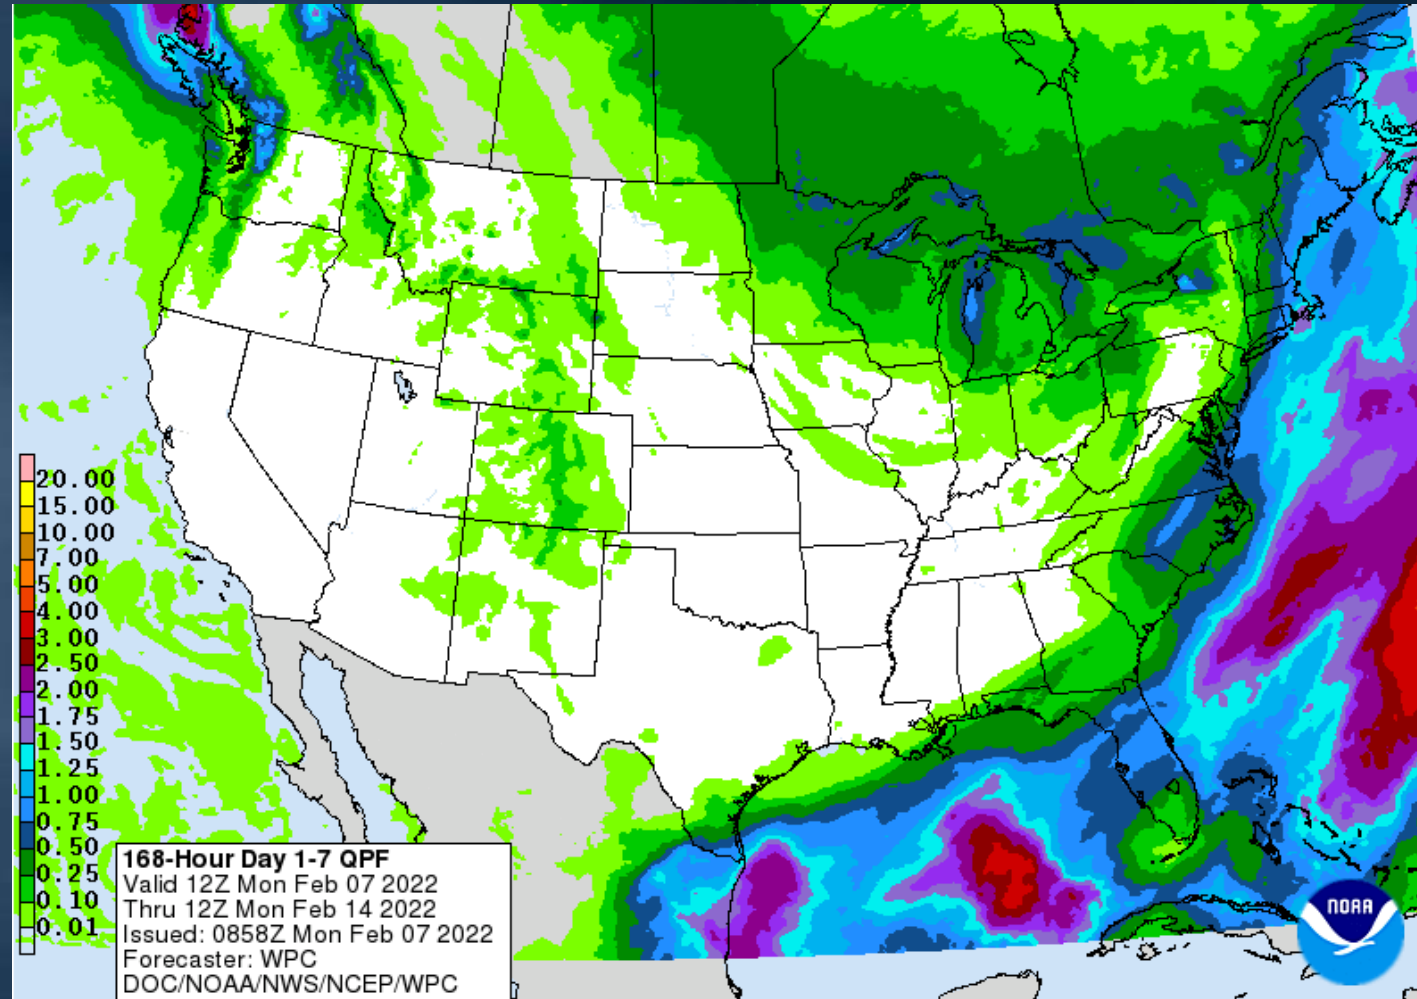 20.00
15.00
10.00
7.00
5.00
4.00
3.00
2.50
2.00
1.75
1.50
1.25
1.00
0.75
0.50
0.25
0.10
0.01
168-Hour Day 1-7 QPF
Valid 12Z Mon Feb 07 2022
Thru 12Z Mon Feb 14 2022
Issued: 0858Z Mon Feb 07 2022
Forecaster: WPC
DOC/NOAA/NWS/NCEP/WPC
NOAA